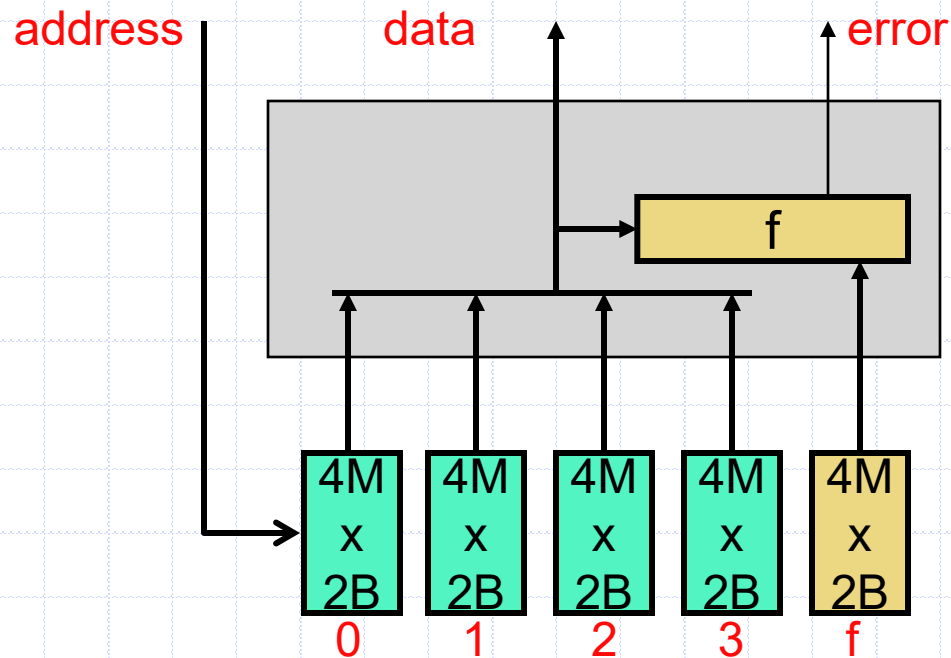 address data error
f
4M 4M 4M 4M 4M
x x x x x
2B 2B 2B 2B 2B
0 1 2 3 f